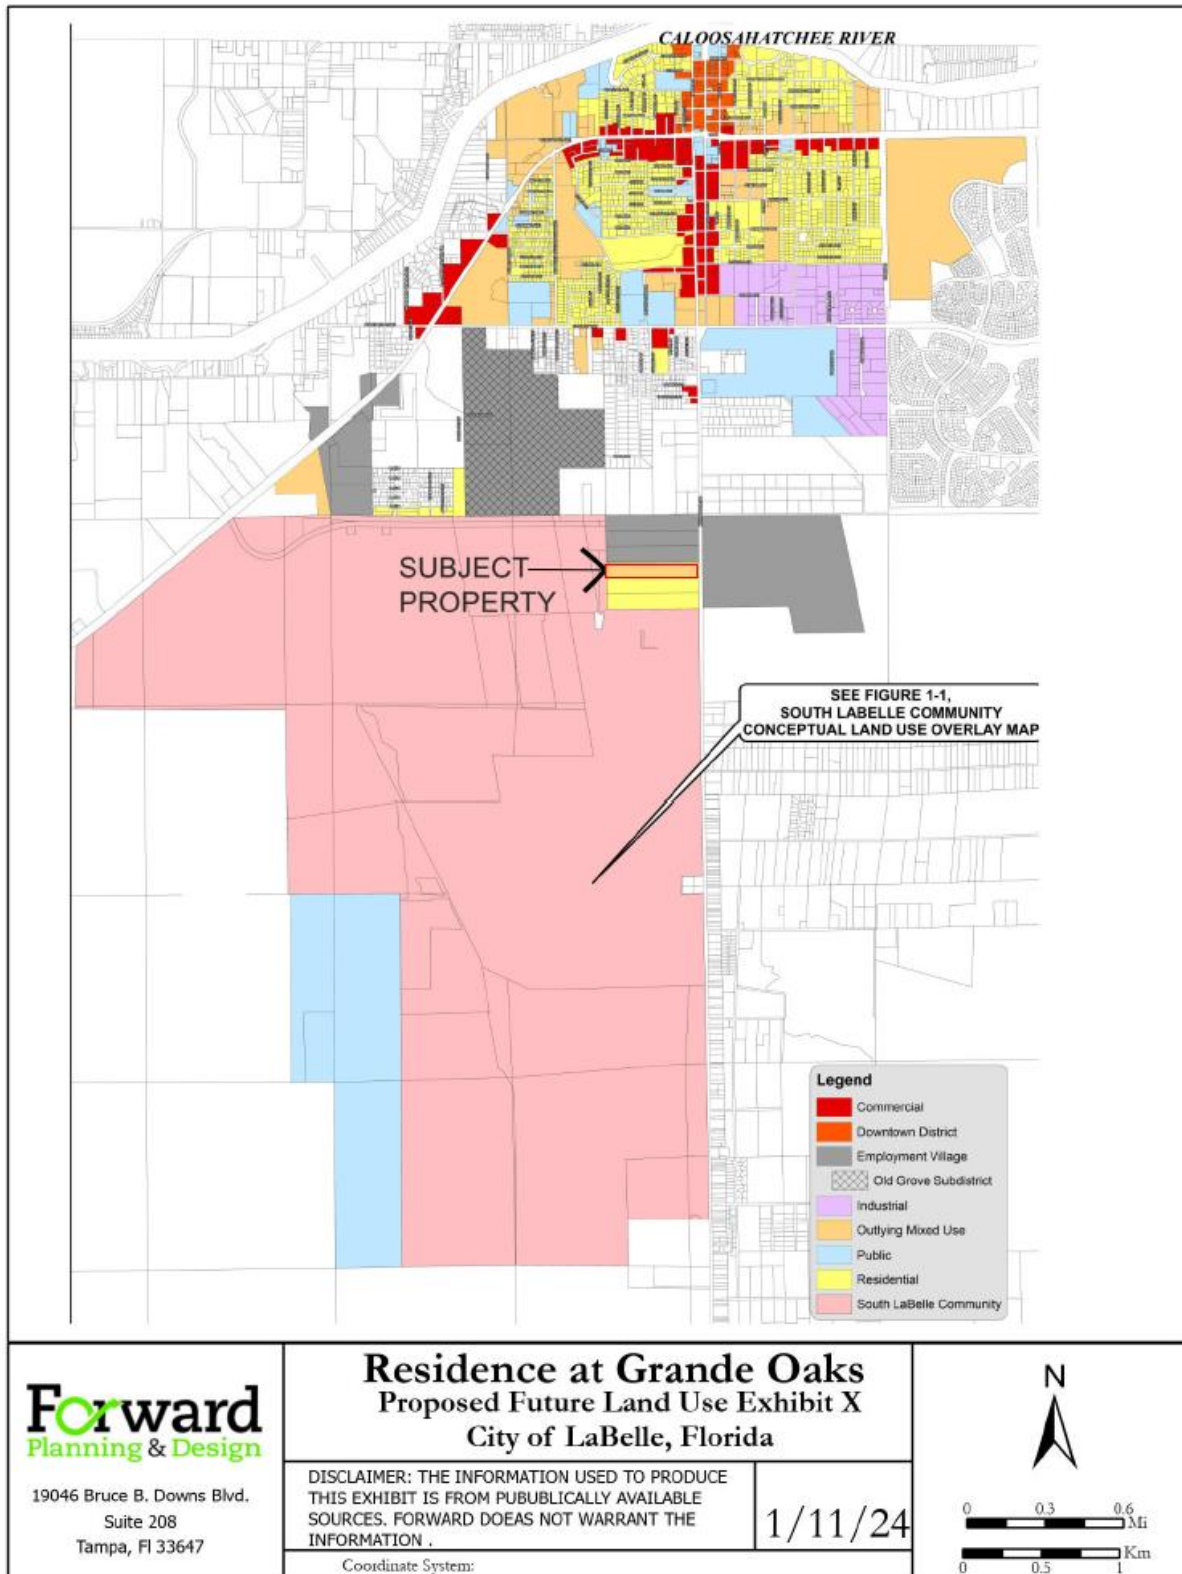 CALOOSAHATCHEE RIVER
SUBJECT
PROPERTY
SEE FIGURE 1-1,
SOUTH LABELLE COMMUNITY
CONCEPTUAL LAND USE OVERLAY MAP
Legend
Commercial
Downtown District
Employment Village
Old Grove Subdistrict
Industrial
Outlying Mixed Use
Public
Residential
South LaBelle Community
Forward
Planning & Design
19046 Bruce B. Downs Blvd.
Suite 208
Tampa, Fl 33647
Residence at Grande Oaks
Proposed Future Land Use Exhibit X
City of LaBelle, Florida
DISCLAIMER: THE INFORMATION USED TO PRODUCE
THIS EXHIBIT IS FROM PUBUBLICALLY AVAILABLE
SOURCES. FORWARD DOEAS NOT WARRANT THE
INFORMATION .
1/11/24
Coordinate System:
N
0 0.3 0.6
Mi
Km
0 0.5 1